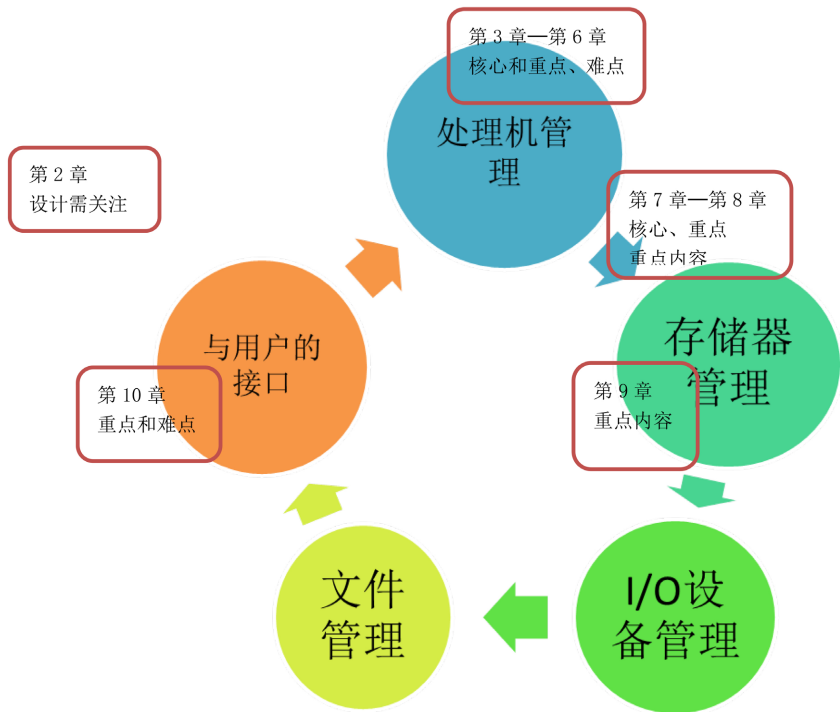 第 3 章—第 6 章
核心和重点、难点
处理机管
理
第 2 章
设计需关注
第 7 章—第 8 章
核心、重点
重点内容
与用户的
接口
存储器
管理
第 10 章
重点和难点
第 9 章
重点内容
文件
管理
I/O设
备管理